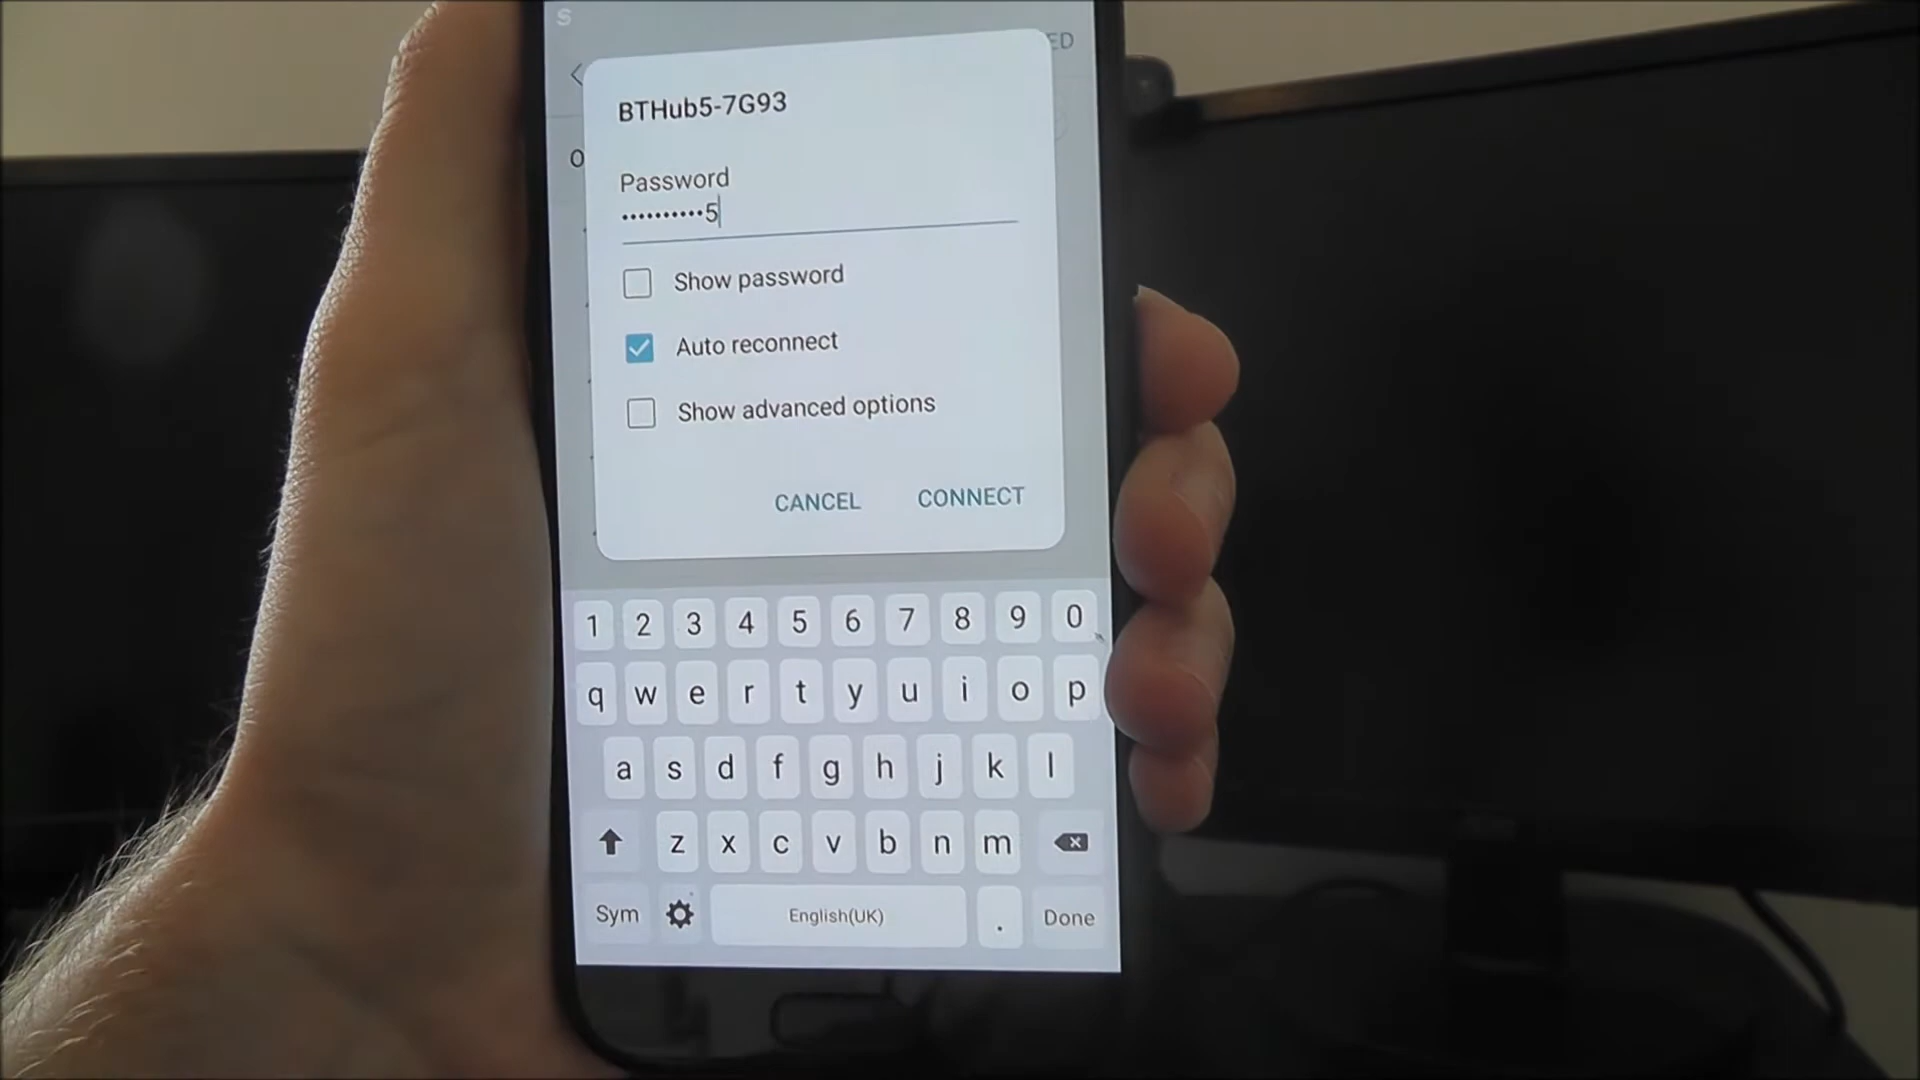 S
ED
BTHub5-7G93
O
Password
••••••••••5
Show password
Auto reconnect
Show advanced options
CANCEL CONNECT
1 2 3 4 5 6 7 8 9 0
q w e r t y u i o p
a s d f g h j k l
z x c v b n m
Sym English(UK) . Done